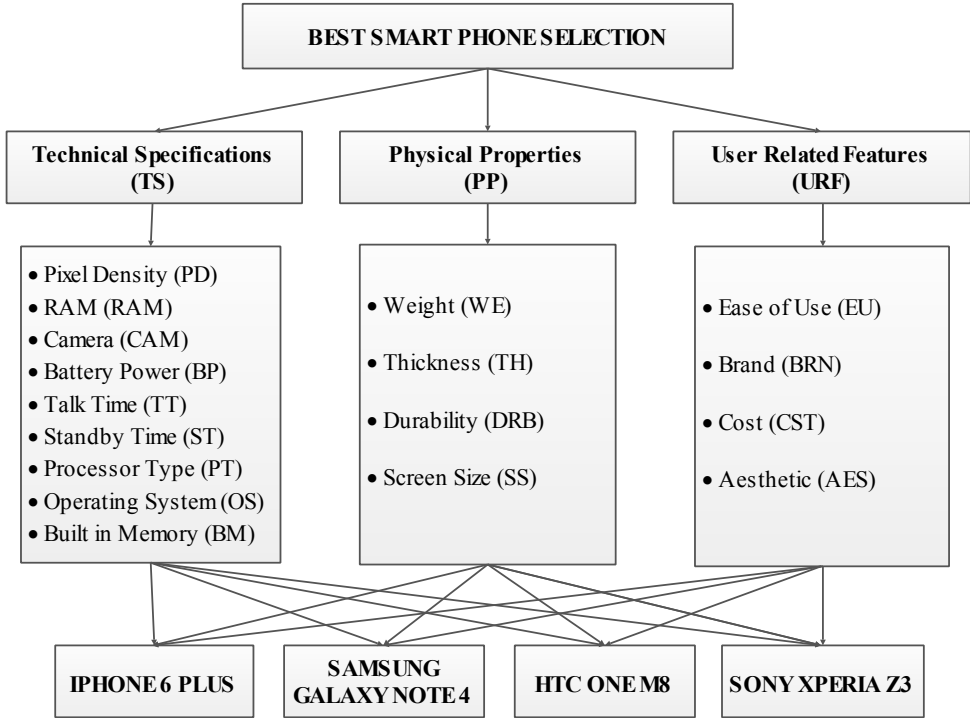 BEST SMART PHONE SELECTION
Technical Specifications
(TS)
Physical Properties
(PP)
User Related Features
(URF)
• Pixel Density (PD)
• RAM (RAM)
• Camera (CAM)
• Battery Power (BP)
• Talk Time (TT)
• Standby Time (ST)
• Processor Type (PT)
• Operating System (OS)
• Built in Memory (BM)
• Weight (WE)
• Thickness (TH)
• Durability (DRB)
• Screen Size (SS)
• Ease of Use (EU)
• Brand (BRN)
• Cost (CST)
• Aesthetic (AES)
IPHONE 6 PLUS
SAMSUNG
GALAXY NOTE 4
HTC ONE M8
SONY XPERIA Z3